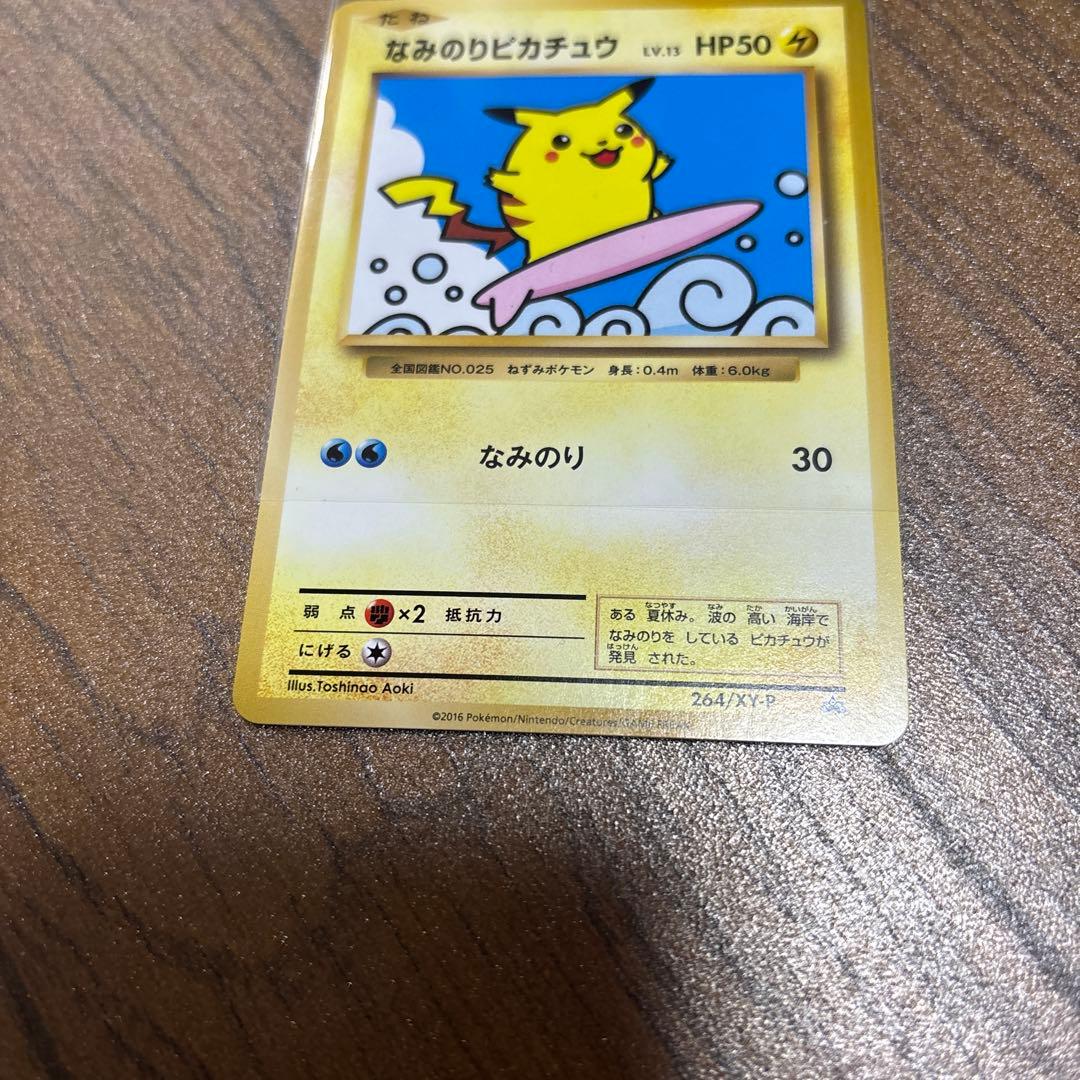 たね
なみのりピカチュウ LV.13 HP50
全国図鑑NO.025 ねずみポケモン 身長:0.4m 体重:6.0kg
なみのり 30
弱点 ×2 抵抗力
にげる
ある 夏休み。波の 高い 海岸で
なみのりを している ピカチュウが
発見 された。
Illus.Toshinao Aoki
264/XY-P
©2016 Pokémon/Nintendo/Creatures/GAME FREAK